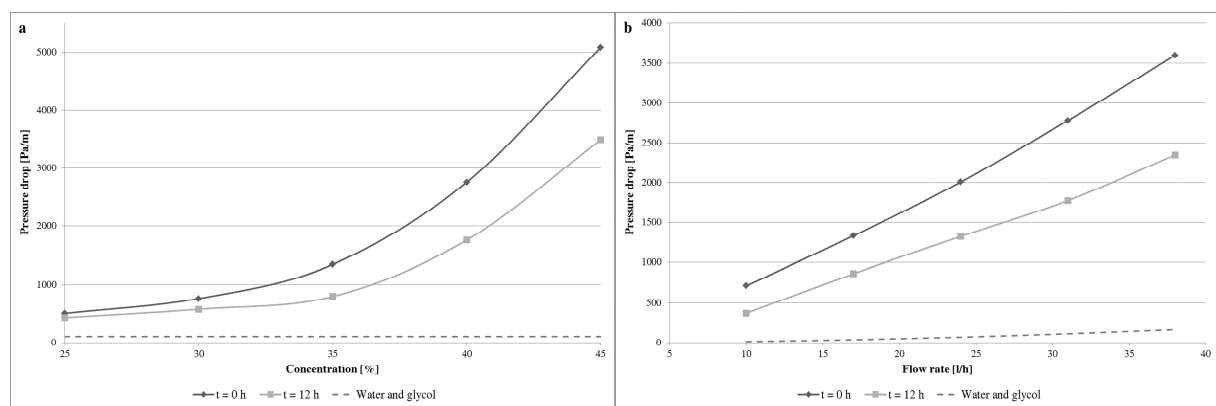 a
Pressure drop [Pa/m]
5000
4000
3000
2000
1000
0
25 30 35 40 45
Concentration [%]
t = 0 h t = 12 h Water and glycol
b
Pressure drop [Pa/m]
4000
3500
3000
2500
2000
1500
1000
500
0
5 10 15 20 25 30 35 40
Flow rate [l/h]
t = 0 h t = 12 h Water and glycol